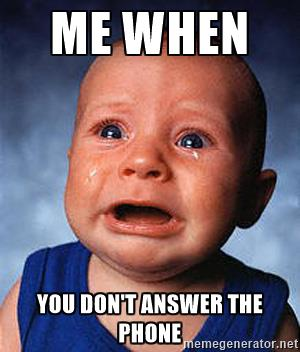 ME WHEN
YOU DON'T ANSWER THE
PHONE
memegenerator.net